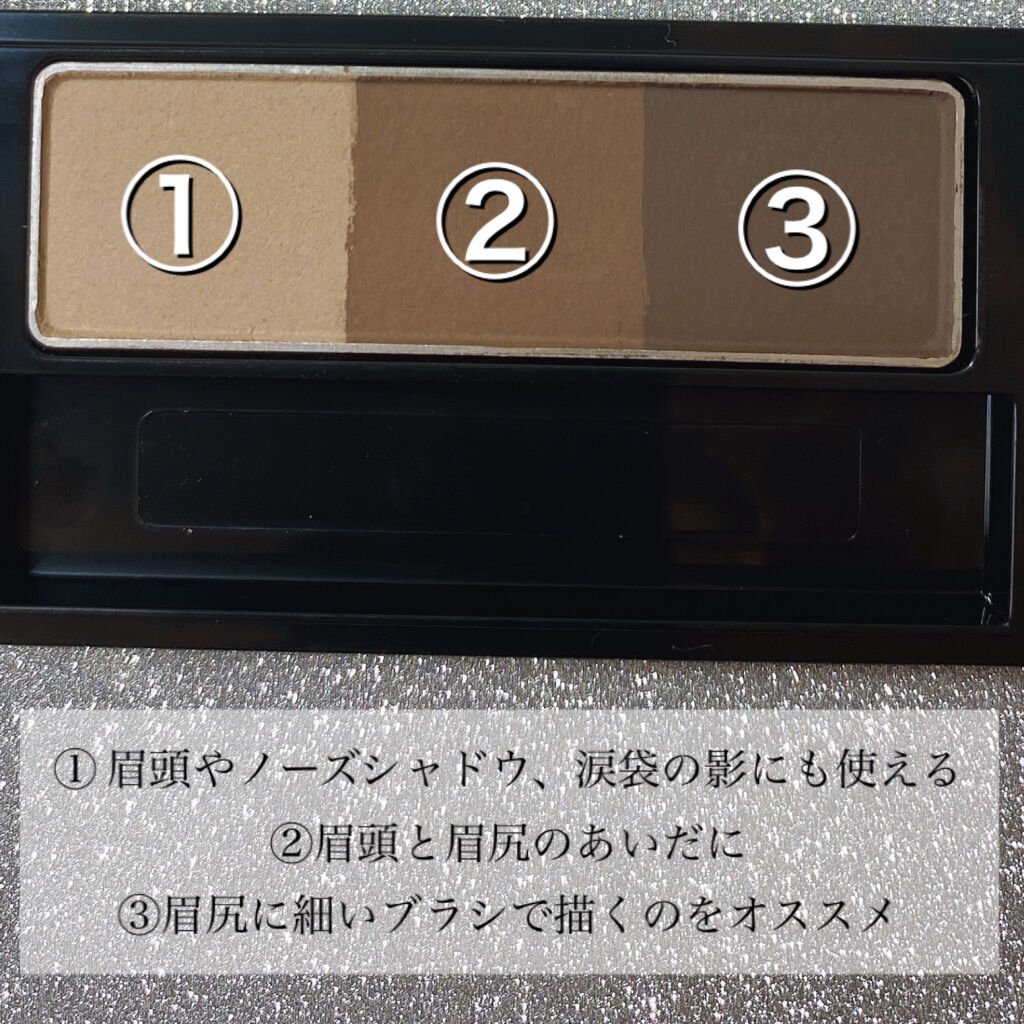 ① ② ③
① 眉頭やノーズシャドウ、涙袋の影にも使える
②眉頭と眉尻のあいだに
③眉尻に細いブラシで描くのをオススメ